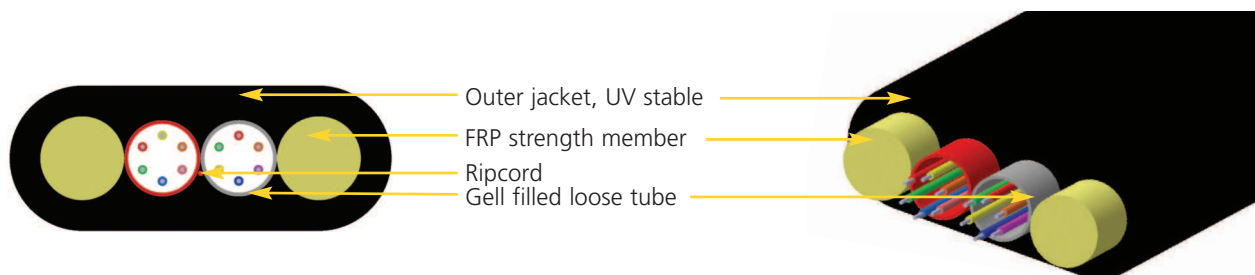 Outer jacket, UV stable
FRP strength member
Ripcord
Gell filled loose tube